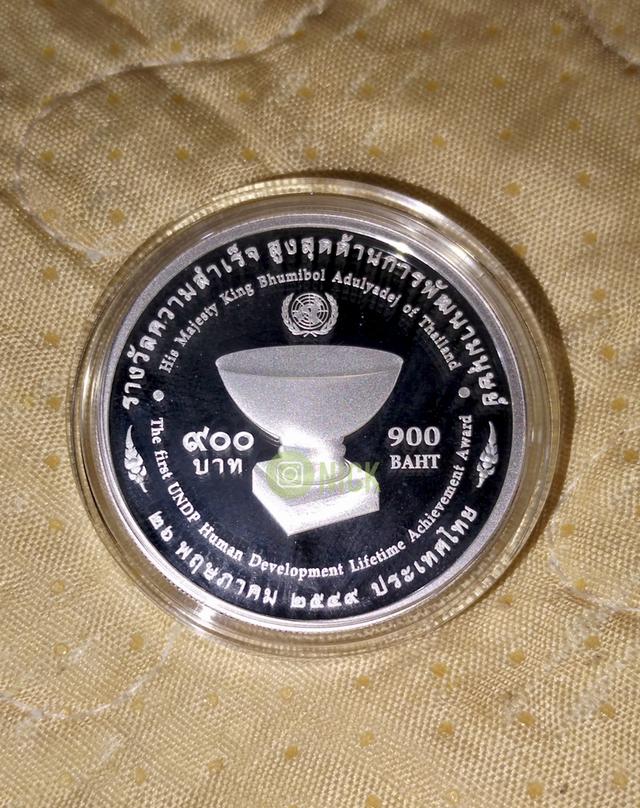 รางวัลความสำเร็จ สูงสุดด้านการพัฒนามนุษย์
His Majesty King Bhumibol Adulyadej of Thailand
๙๐๐
บาท
900
BAHT
NICK
The first UNDP Human Development Lifetime Achievement Award
๒๖ พฤษภาคม ๒๕๔๙ ประเทศไทย